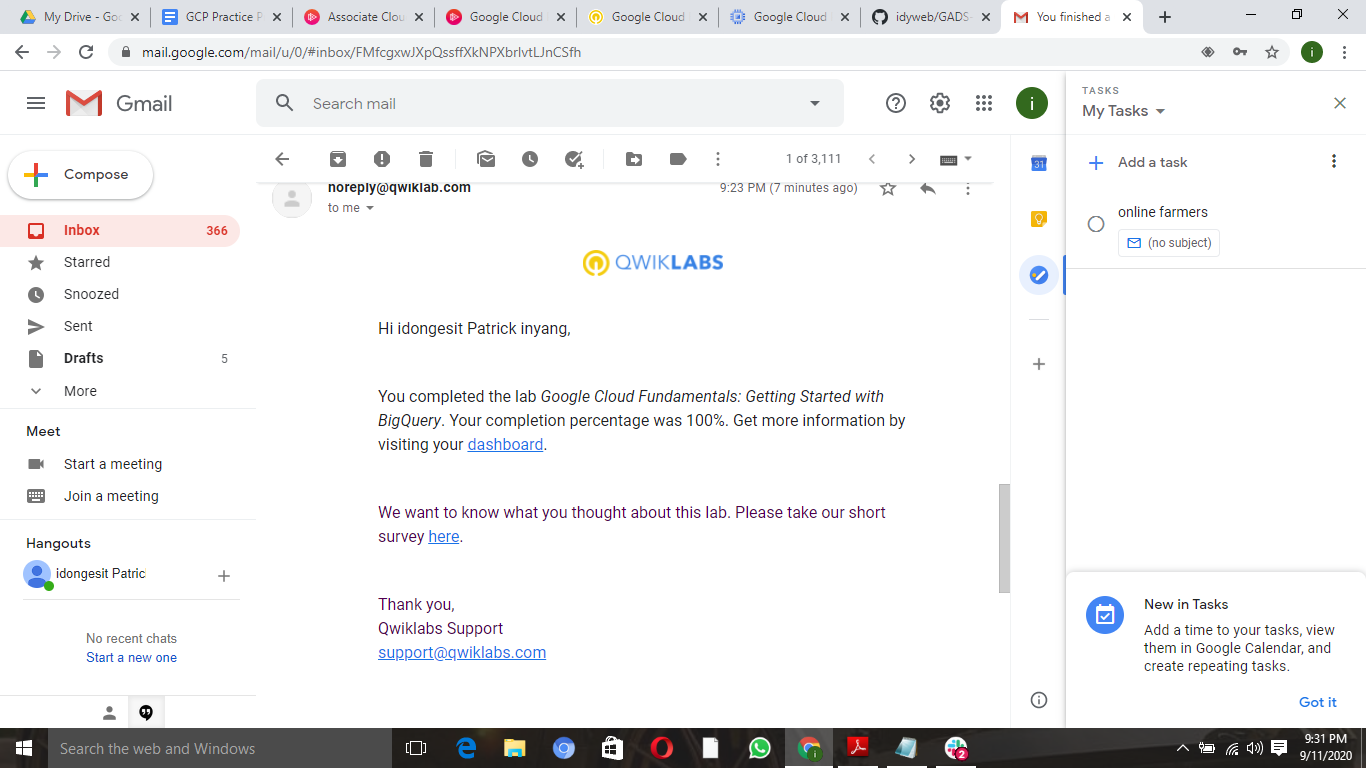 My Drive - Goo
GCP Practice P
Associate Clou
Google Cloud
Google Cloud
Google Cloud
idyweb/GADS-
You finished a
mail.google.com/mail/u/0/#inbox/FMfcgxwJXpQssffXkNPXbrlvtLJnCSfh
i
Gmail
Search mail
i
TASKS
My Tasks
Compose
1 of 3,111
31
Add a task
noreply@qwiklab.com
9:23 PM (7 minutes ago)
to me
online farmers
(no subject)
Inbox 366
Starred
Snoozed
Sent
Drafts 5
More
Meet
Start a meeting
Join a meeting
Hangouts
idongesit Patric
No recent chats
Start a new one
QWIKLABS
Hi idongesit Patrick inyang,
You completed the lab Google Cloud Fundamentals: Getting Started with
BigQuery. Your completion percentage was 100%. Get more information by
visiting your dashboard.
We want to know what you thought about this lab. Please take our short
survey here.
Thank you,
Qwiklabs Support
support@qwiklabs.com
New in Tasks
Add a time to your tasks, view
them in Google Calendar, and
create repeating tasks.
Got it
Search the web and Windows
i
2
9:31 PM
9/11/2020